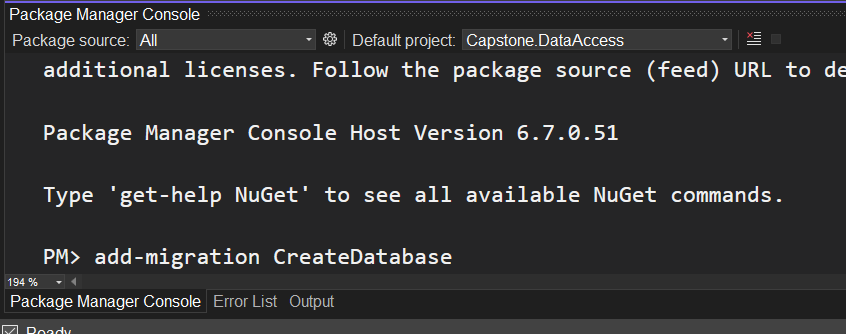 Package Manager Console
Package source: All Default project: Capstone.DataAccess
additional licenses. Follow the package source (feed) URL to de
Package Manager Console Host Version 6.7.0.51
Type 'get-help NuGet' to see all available NuGet commands.
PM> add-migration CreateDatabase
194 %
Package Manager Console Error List Output
Ready